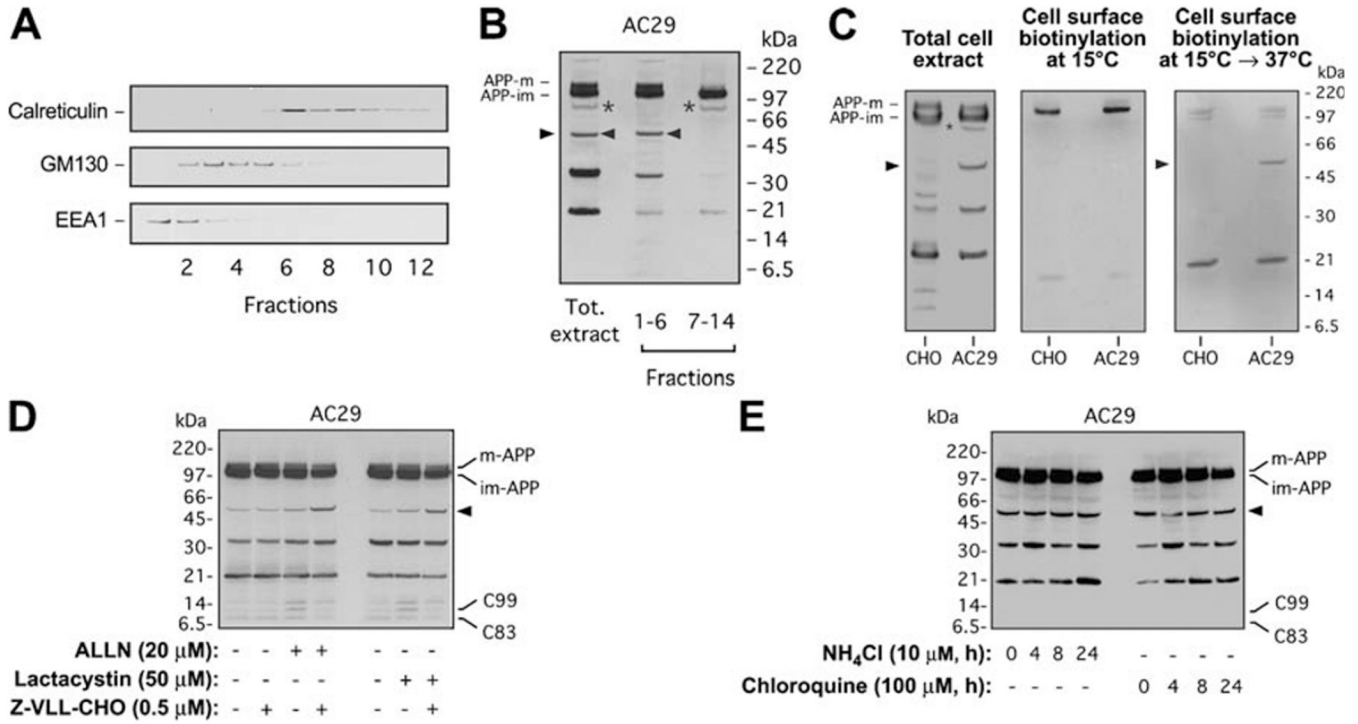 A
Calreticulin –
GM130 –
EEA1 –
2 4 6 8 10 12
Fractions
B
AC29
kDa
APP-m
APP-im
*
*
– 220
– 97
– 66
– 45
– 30
– 21
– 14
– 6.5
Tot. extract
1-6 7-14
Fractions
C
Total cell extract
Cell surface biotinylation at 15°C
Cell surface biotinylation at 15°C → 37°C
kDa
APP-m
APP-im
*
- 220
- 97
- 66
- 45
- 30
- 21
- 14
- 6.5
CHO AC29
CHO AC29
CHO AC29
D
AC29
kDa
220-
97-
66-
45-
30-
21-
14-
6.5-
m-APP
im-APP
C99
C83
ALLN (20 µM): - - + + - - -
Lactacystin (50 µM): - - - - - + +
Z-VLL-CHO (0.5 µM): - + - + - - +
E
AC29
kDa
220-
97-
66-
45-
30-
21-
14-
6.5-
m-APP
im-APP
C99
C83
NH₄Cl (10 µM, h): 0 4 8 24 - - - -
Chloroquine (100 µM, h): - - - - 0 4 8 24